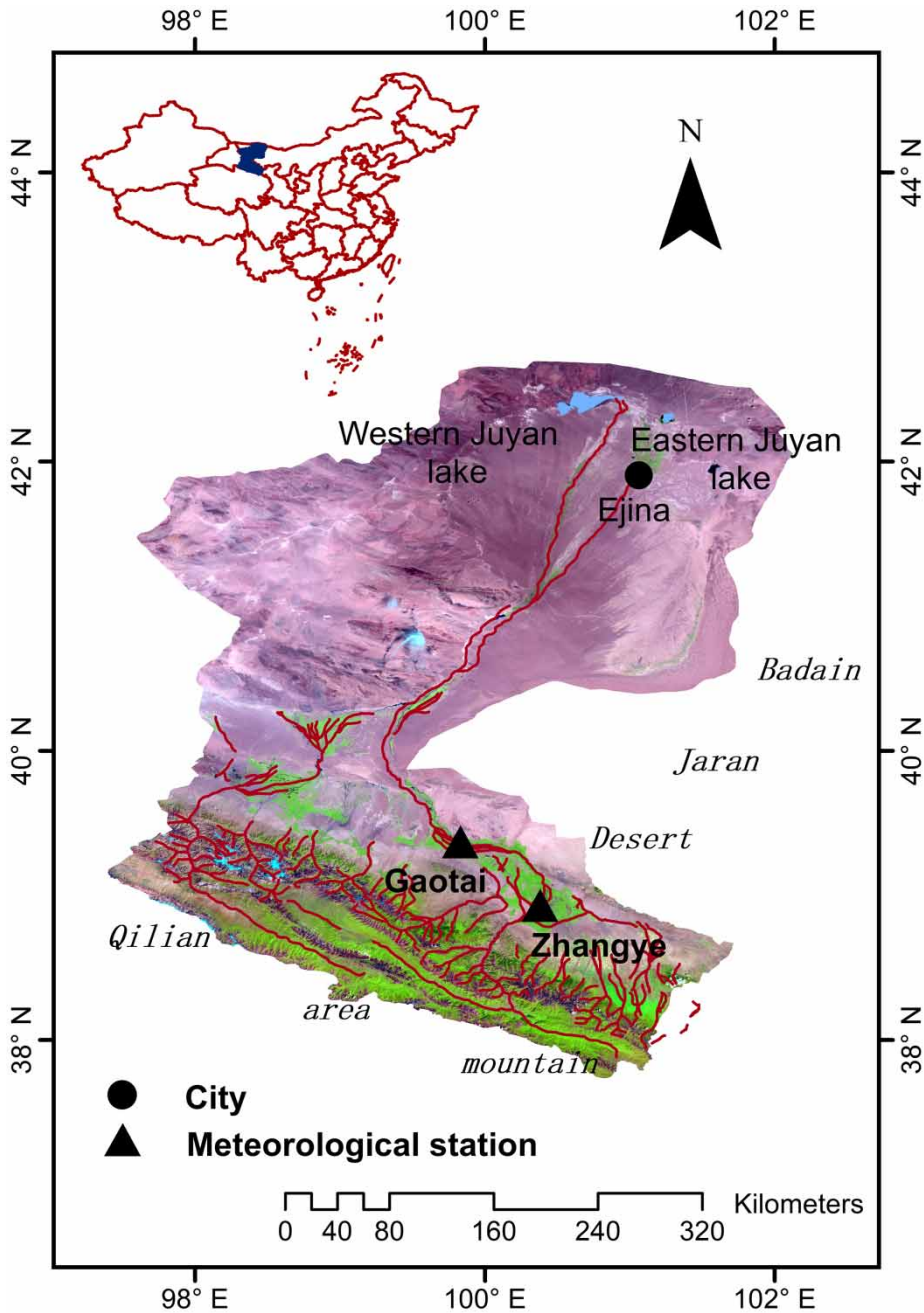 98° E 100° E 102° E
N
44° N 44° N
Western Juyan
lake
Eastern Juyan
lake
42° N 42° N
Ejina
Badain
40° N 40° N
Jaran
Desert
Gaotai
Zhangye
Qilian
area
mountain
38° N 38° N
City
Meteorological station
Kilometers
0 40 80 160 240 320
98° E 100° E 102° E